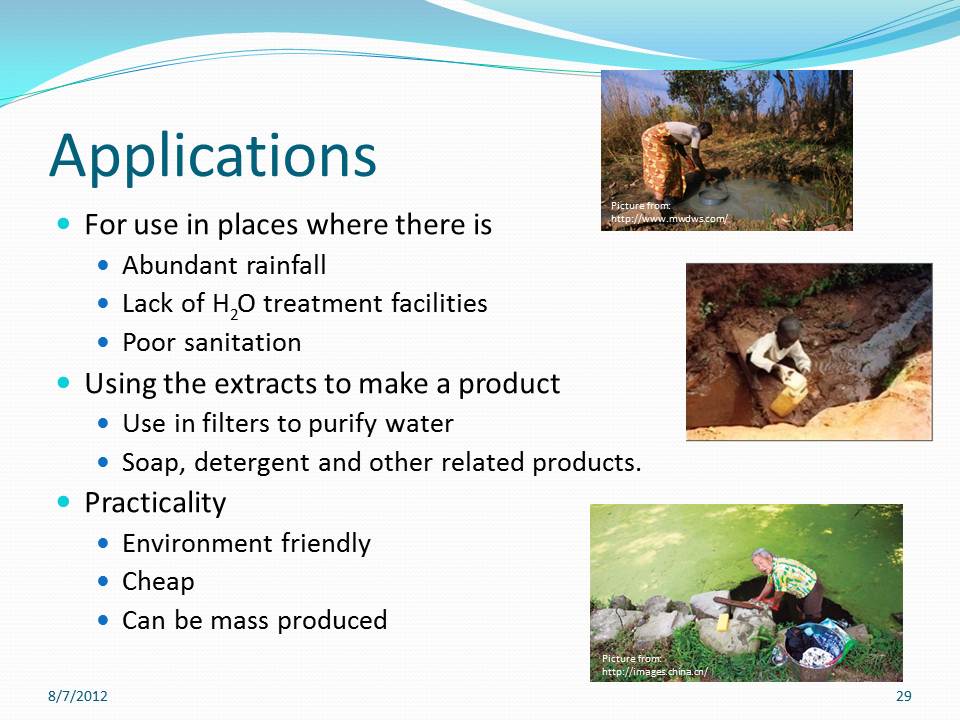 Applications
For use in places where there is
Abundant rainfall
Lack of H₂O treatment facilities
Poor sanitation
Using the extracts to make a product
Use in filters to purify water
Soap, detergent and other related products.
Practicality
Environment friendly
Cheap
Can be mass produced
Picture from:
http://www.mwdws.com/
Picture from:
http://images.china.cn/
8/7/2012
29